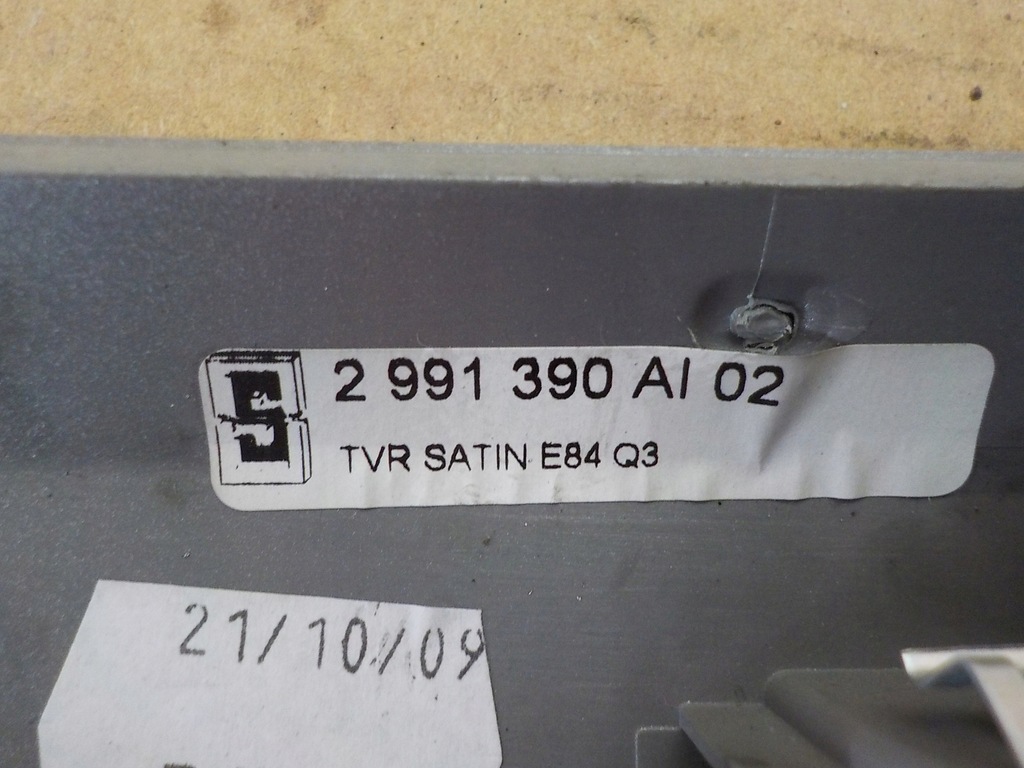 2 991 390 AI 02
TVR SATIN E84 Q3
21/10/09